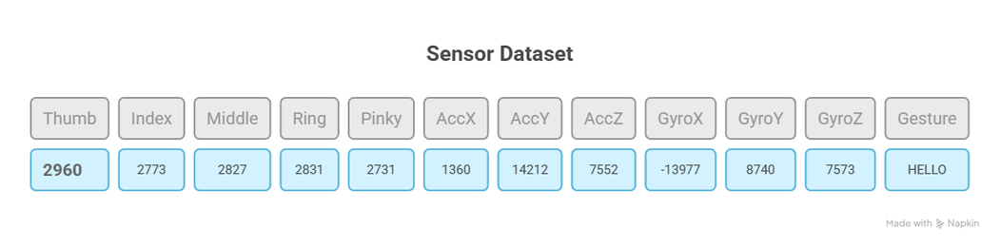 Sensor Dataset
Thumb Index Middle Ring Pinky AccX AccY AccZ GyroX GyroY GyroZ Gesture
2960 2773 2827 2831 2731 1360 14212 7552 -13977 8740 7573 HELLO
Made with Napkin